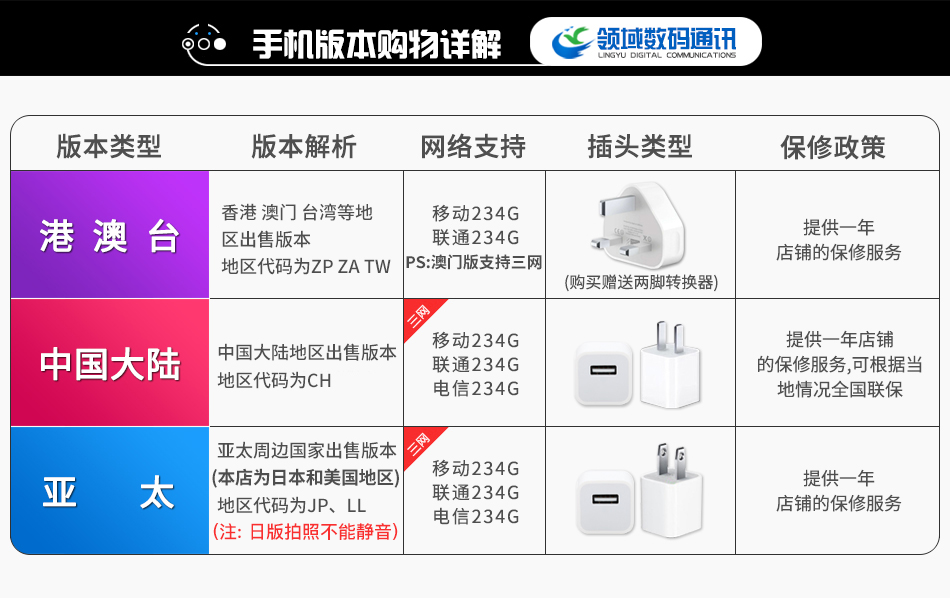 手机版本购物详解
领域数码通讯
LINGYU DIGITAL COMMUNICATIONS
版本类型
版本解析
网络支持
插头类型
保修政策
港 澳 台
香港 澳门 台湾等地
区出售版本
地区代码为ZP ZA TW
移动234G
联通234G
PS:澳门版支持三网
(购买赠送两脚转换器)
提供一年
店铺的保修服务
中国大陆
中国大陆地区出售版本
地区代码为CH
三网
移动234G
联通234G
电信234G
提供一年店铺
的保修服务,可根据当
地情况全国联保
亚 太
亚太周边国家出售版本
(本店为日本和美国地区)
地区代码为JP、LL
(注: 日版拍照不能静音)
三网
移动234G
联通234G
电信234G
提供一年
店铺的保修服务